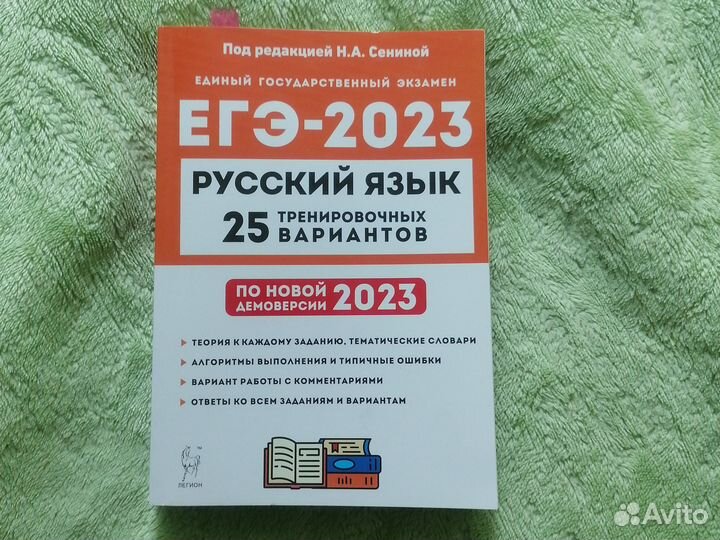 Под редакцией Н.А. Сениной
ЕДИНЫЙ ГОСУДАРСТВЕННЫЙ ЭКЗАМЕН
ЕГЭ-2023
РУССКИЙ ЯЗЫК
25 ТРЕНИРОВОЧНЫХ
ВАРИАНТОВ
ПО НОВОЙ
ДЕМОВЕРСИИ 2023
ТЕОРИЯ К КАЖДОМУ ЗАДАНИЮ, ТЕМАТИЧЕСКИЕ СЛОВАРИ
АЛГОРИТМЫ ВЫПОЛНЕНИЯ И ТИПИЧНЫЕ ОШИБКИ
ВАРИАНТ РАБОТЫ С КОММЕНТАРИЯМИ
ОТВЕТЫ КО ВСЕМ ЗАДАНИЯМ И ВАРИАНТАМ
ЛЕГИОН
Avito